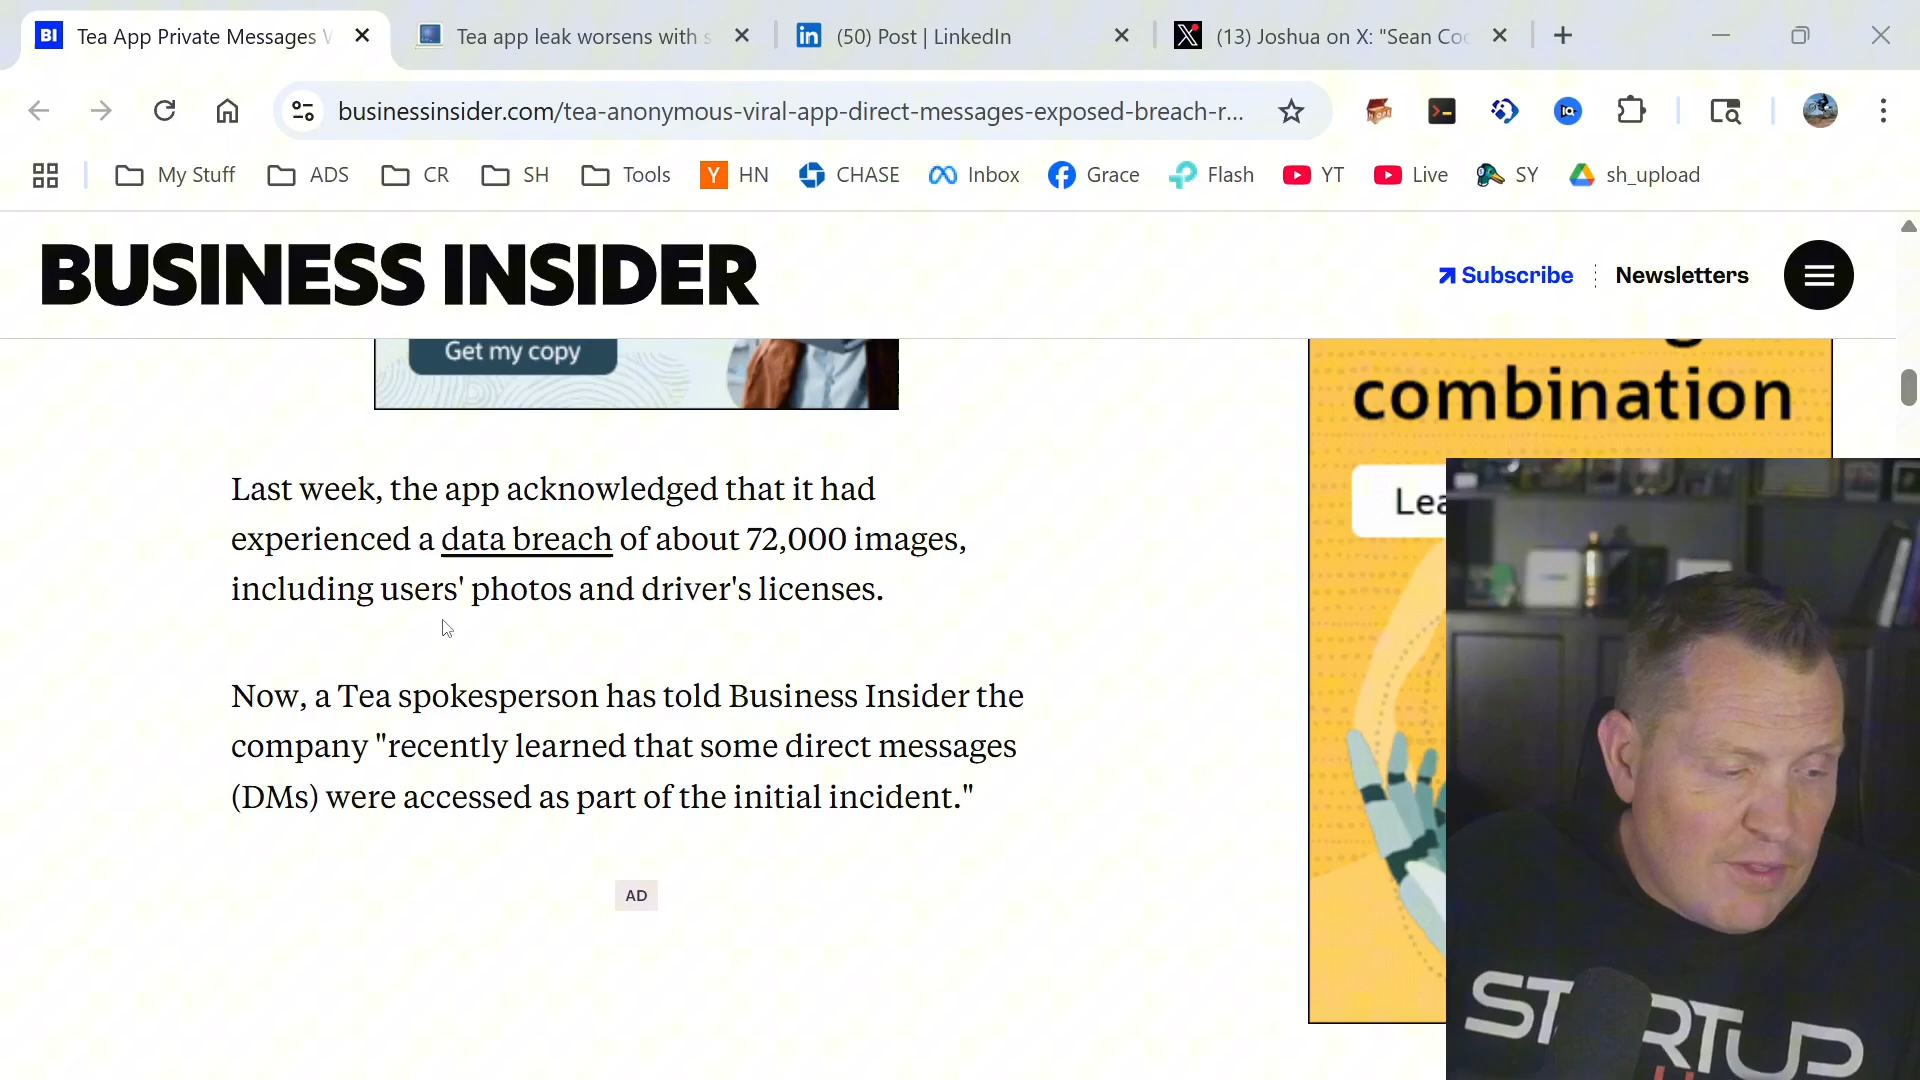 BI Tea App Private Messages
Tea app leak worsens with s
(50) Post | LinkedIn
(13) Joshua on X: "Sean Coo
businessinsider.com/tea-anonymous-viral-app-direct-messages-exposed-breach-r...
My Stuff
ADS
CR
SH
Tools
Y HN
CHASE
Inbox
Grace
Flash
YT
Live
SY
sh_upload
BUSINESS INSIDER
Subscribe
Newsletters
Get my copy
combination
Lea
Last week, the app acknowledged that it had
experienced a data breach of about 72,000 images,
including users' photos and driver's licenses.
Now, a Tea spokesperson has told Business Insider the
company "recently learned that some direct messages
(DMs) were accessed as part of the initial incident."
AD
STARTUP